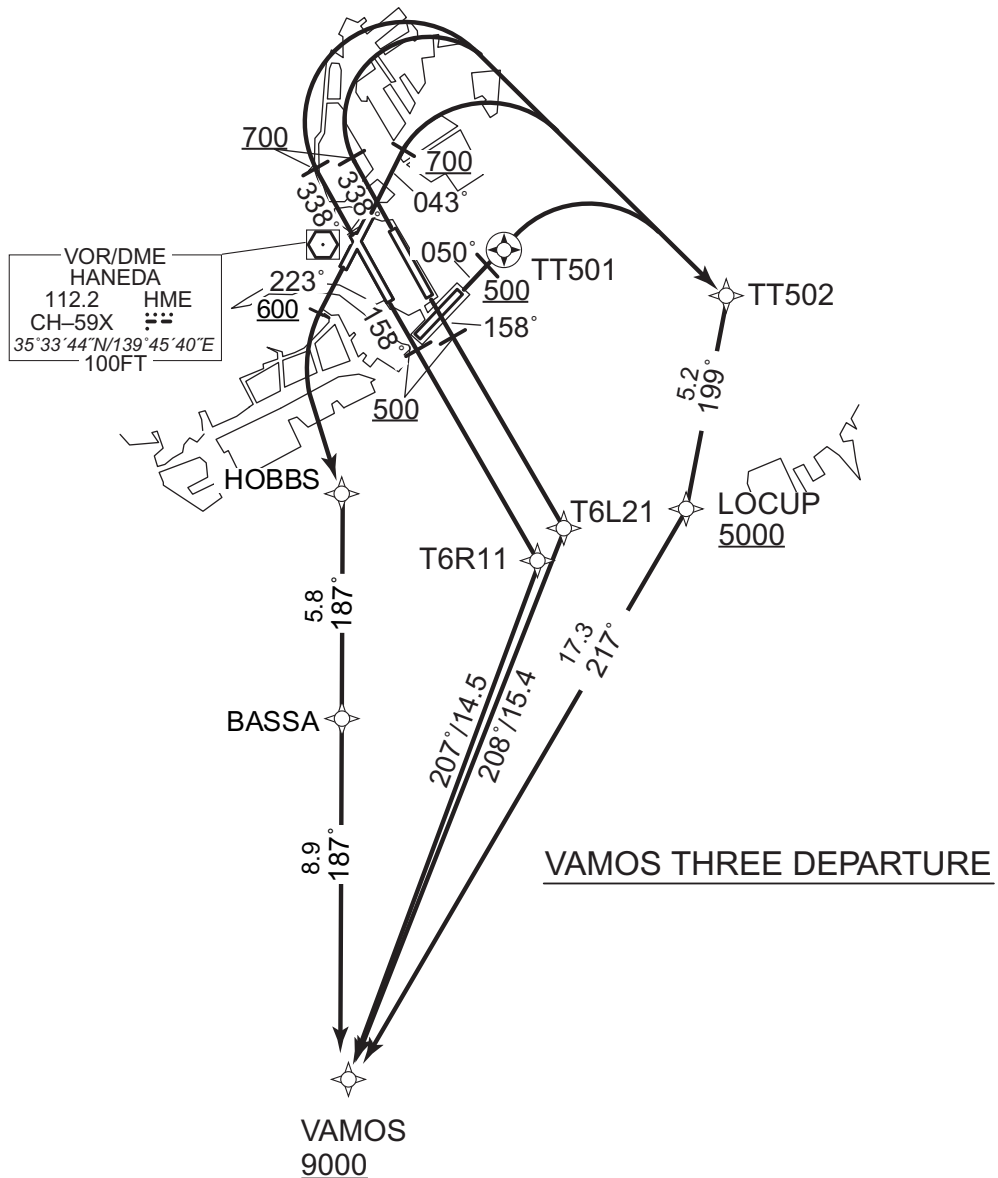 700
338°
338°
700
043°
VOR/DME
HANEDA
112.2 HME
CH–59X
35°33´44˝N/139°45´40˝E
100FT
223°
600
050°
500
TT501
158°
158°
500
TT502
5.2
199°
HOBBS
T6L21
LOCUP
5000
T6R11
5.8
187°
17.3
217°
BASSA
207°/14.5
208°/15.4
8.9
187°
VAMOS THREE DEPARTURE
VAMOS
9000